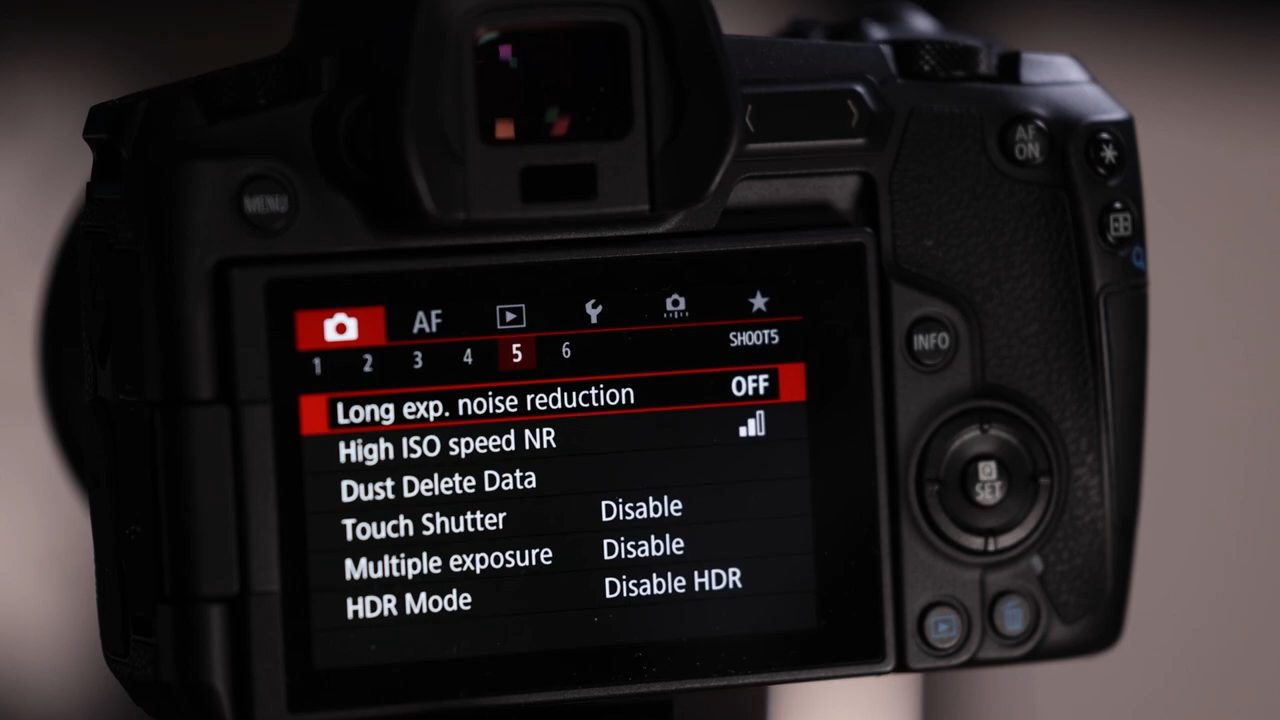 MENU
AF
ON
AF
1 2 3 4 5 6 SHOOT5
Long exp. noise reduction OFF
High ISO speed NR
Dust Delete Data
Touch Shutter Disable
Multiple exposure Disable
HDR Mode Disable HDR
INFO
Q
SET